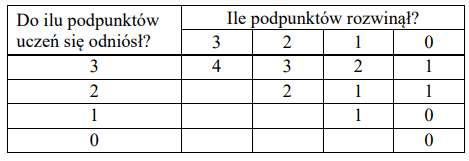 Do ilu podpunktów
uczeń się odniósł?
Ile podpunktów rozwinął?
3 2 1 0
3 4 3 2 1
2 2 1 1
1 1 0
0 0